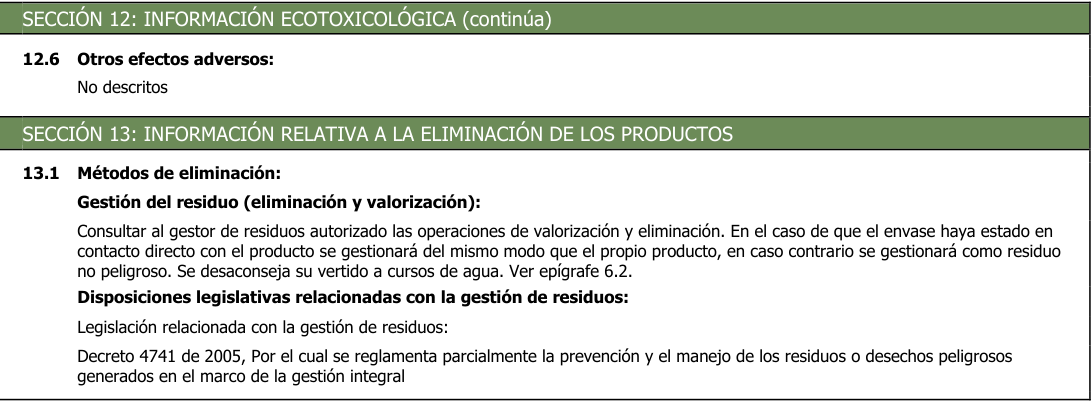 SECCIÓN 12: INFORMACIÓN ECOTOXICOLÓGICA (continúa)
12.6 Otros efectos adversos:
No descritos
SECCIÓN 13: INFORMACIÓN RELATIVA A LA ELIMINACIÓN DE LOS PRODUCTOS
13.1 Métodos de eliminación:
Gestión del residuo (eliminación y valorización):
Consultar al gestor de residuos autorizado las operaciones de valorización y eliminación. En el caso de que el envase haya estado en
contacto directo con el producto se gestionará del mismo modo que el propio producto, en caso contrario se gestionará como residuo
no peligroso. Se desaconseja su vertido a cursos de agua. Ver epígrafe 6.2.
Disposiciones legislativas relacionadas con la gestión de residuos:
Legislación relacionada con la gestión de residuos:
Decreto 4741 de 2005, Por el cual se reglamenta parcialmente la prevención y el manejo de los residuos o desechos peligrosos
generados en el marco de la gestión integral